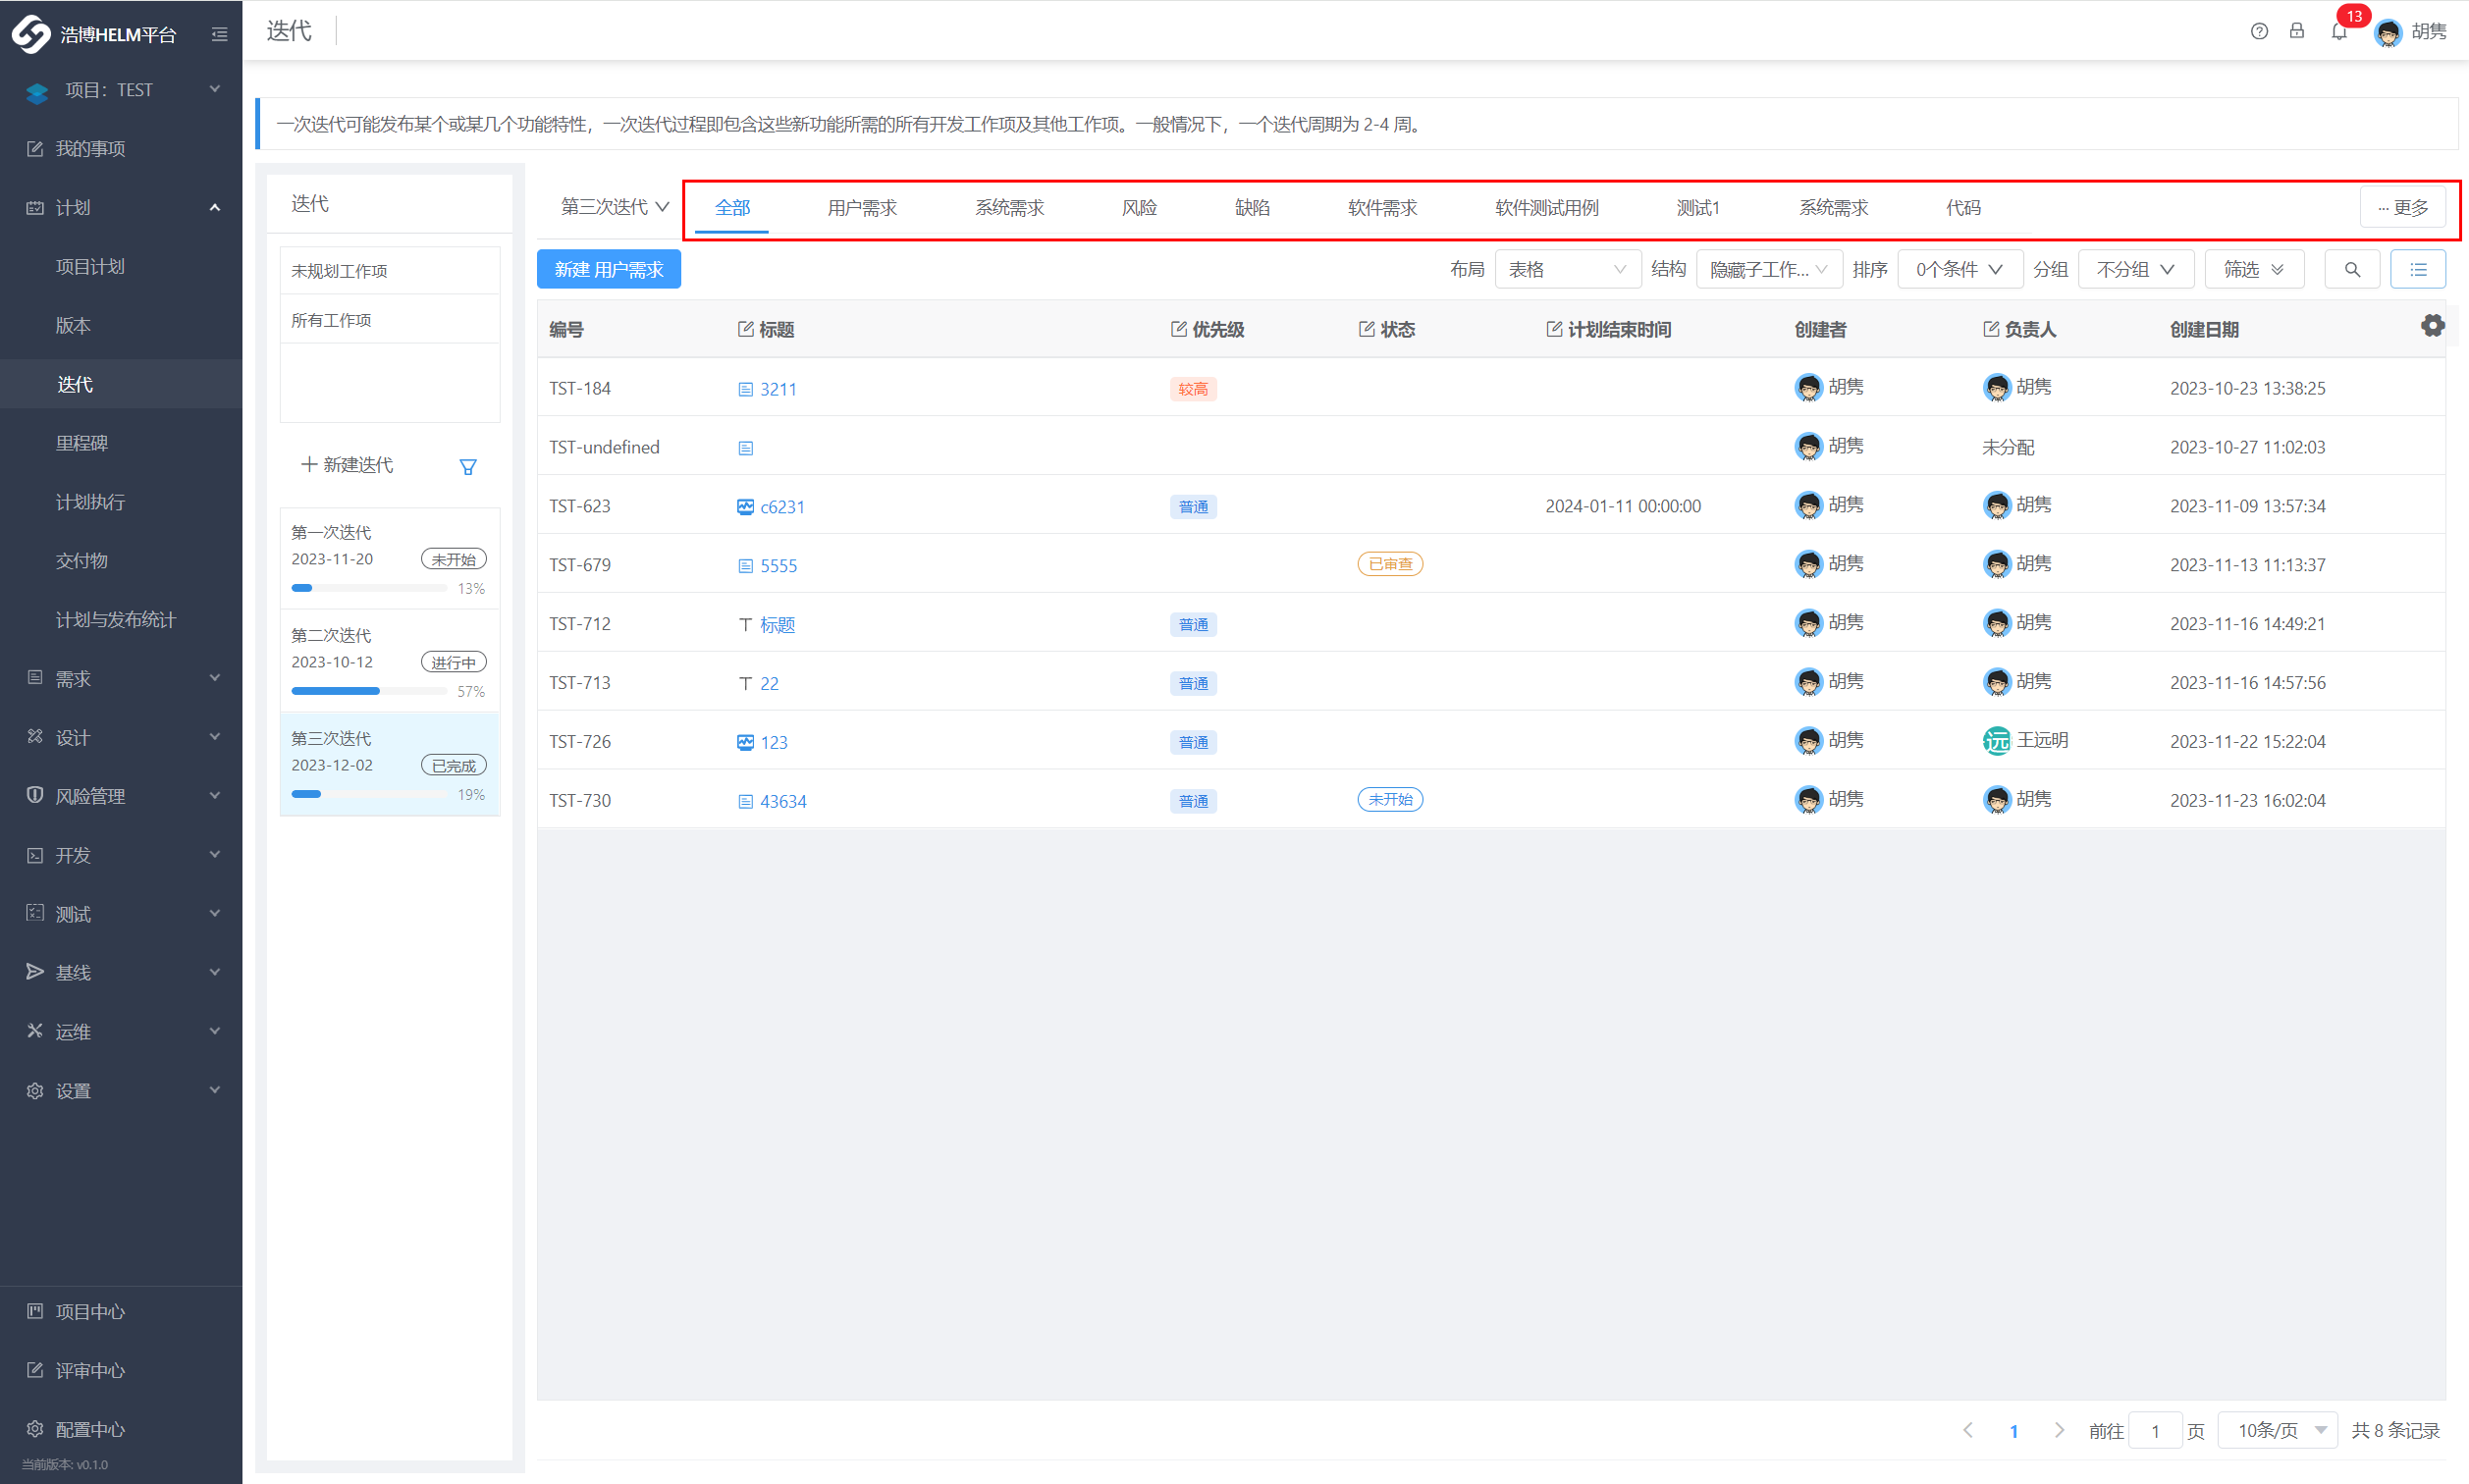 浩博HELM平台
项目：TEST
我的事项
计划
项目计划
版本
迭代
里程碑
计划执行
交付物
计划与发布统计
需求
设计
风险管理
开发
测试
基线
运维
设置
项目中心
评审中心
配置中心
当前版本: v0.1.0
迭代
13
胡隽
一次迭代可能发布某个或某几个功能特性，一次迭代过程即包含这些新功能所需的所有开发工作项及其他工作项。一般情况下，一个迭代周期为 2-4 周。
迭代
未规划工作项
所有工作项
新建迭代
第一次迭代
2023-11-20 未开始
13%
第二次迭代
2023-10-12 进行中
57%
第三次迭代
2023-12-02 已完成
19%
第三次迭代 全部 用户需求 系统需求 风险 缺陷 软件需求 软件测试用例 测试1 系统需求 代码 ··· 更多
新建 用户需求 布局 表格 结构 隐藏子工作... 排序 0个条件 分组 不分组 筛选
编号 标题 优先级 状态 计划结束时间 创建者 负责人 创建日期
TST-184 3211 较高 胡隽 胡隽 2023-10-23 13:38:25
TST-undefined 胡隽 未分配 2023-10-27 11:02:03
TST-623 c6231 普通 2024-01-11 00:00:00 胡隽 胡隽 2023-11-09 13:57:34
TST-679 5555 已审查 胡隽 胡隽 2023-11-13 11:13:37
TST-712 标题 普通 胡隽 胡隽 2023-11-16 14:49:21
TST-713 22 普通 胡隽 胡隽 2023-11-16 14:57:56
TST-726 123 普通 胡隽 远 王远明 2023-11-22 15:22:04
TST-730 43634 普通 未开始 胡隽 胡隽 2023-11-23 16:02:04
1 前往 1 页 10条/页 共 8 条记录